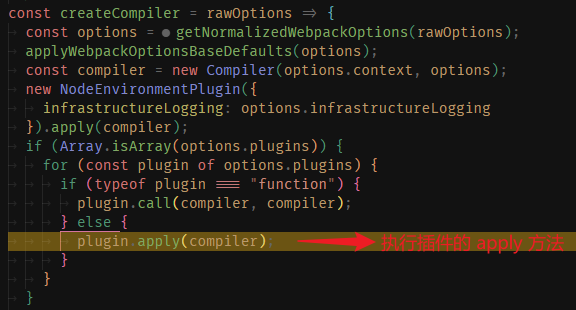 const createCompiler = rawOptions => {
const options = getNormalizedWebpackOptions(rawOptions);
applyWebpackOptionsBaseDefaults(options);
const compiler = new Compiler(options.context, options);
new NodeEnvironmentPlugin({
infrastructureLogging: options.infrastructureLogging
}).apply(compiler);
if (Array.isArray(options.plugins)) {
for (const plugin of options.plugins) {
if (typeof plugin === "function") {
plugin.call(compiler, compiler);
} else {
plugin.apply(compiler); 执行插件的 apply 方法
}
}
}